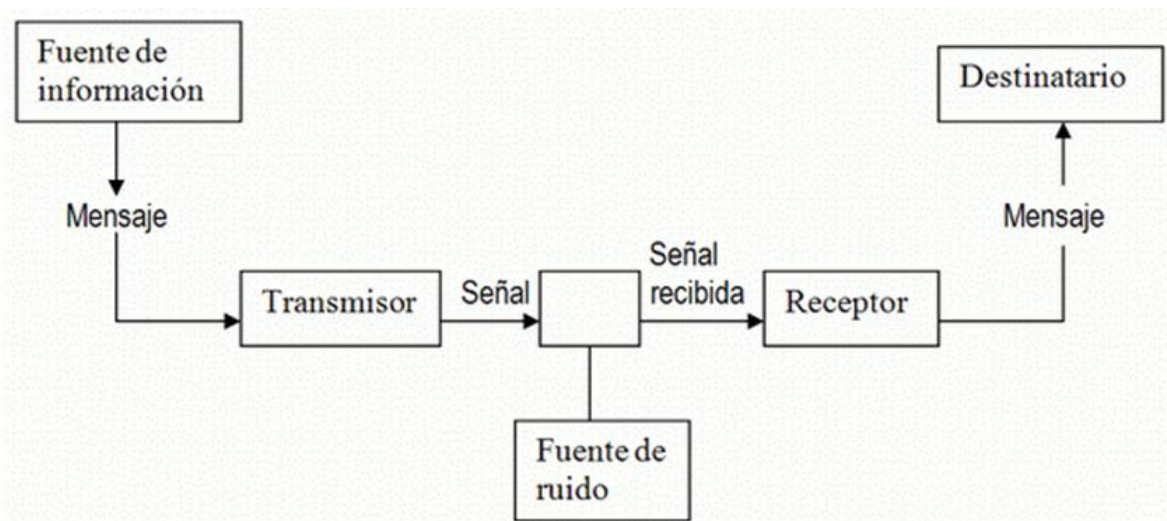 Fuente de
información
Mensaje
Transmisor
Señal
Señal
recibida
Receptor
Mensaje
Destinatario
Fuente de
ruido